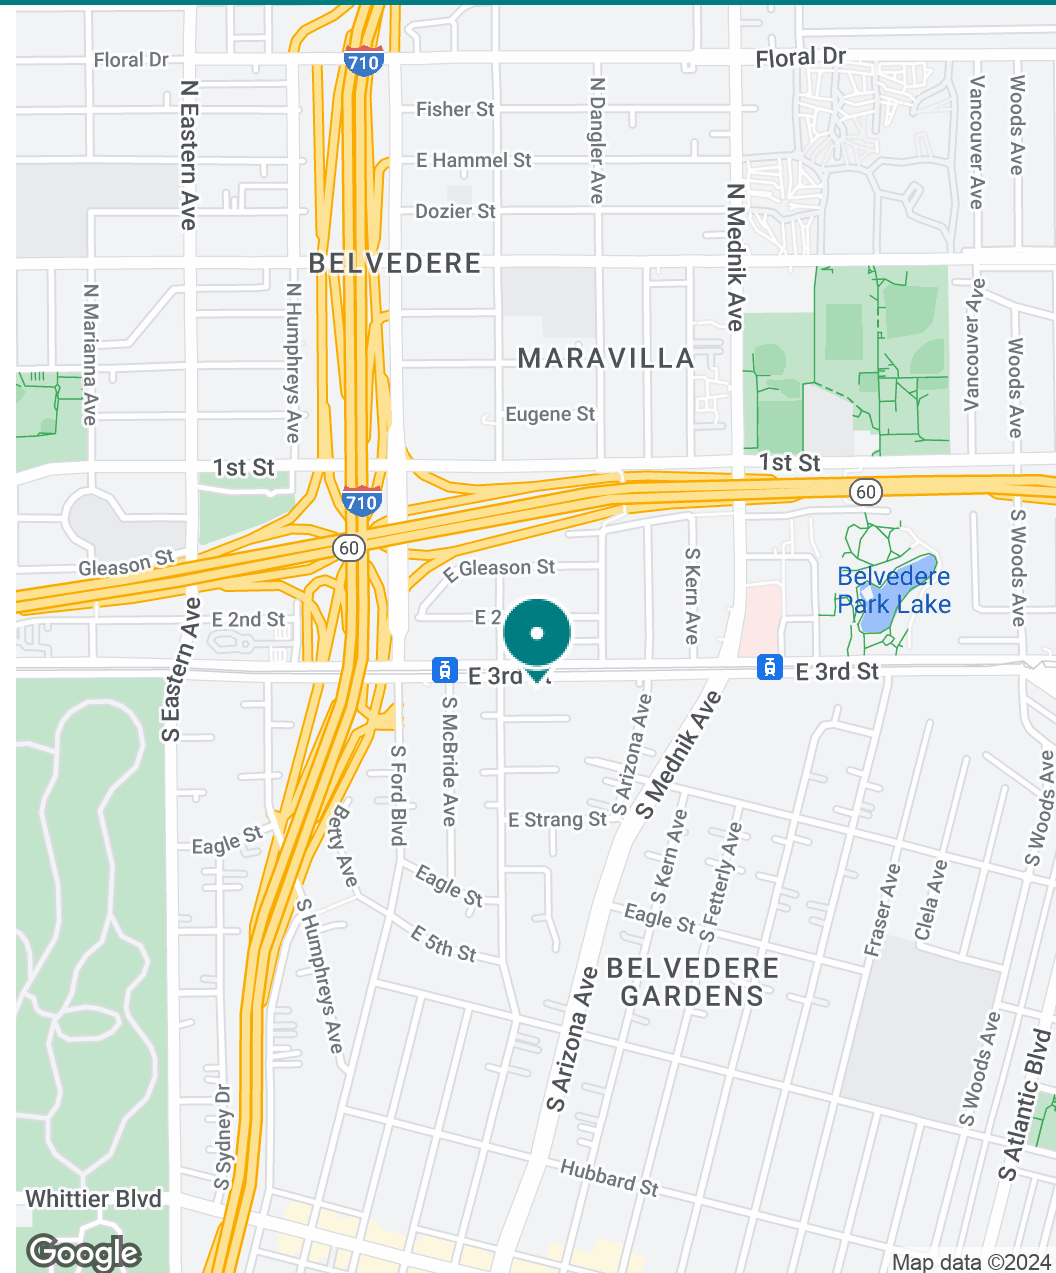 Floral Dr
710
Floral Dr
N Eastern Ave
Fisher St
N Dangler Ave
Vancouver Ave
Woods Ave
E Hammel St
N Mednik Ave
Dozier St
BELVEDERE
N Marianna Ave
N Humphreys Ave
Vancouver Ave
Woods Ave
MARAVILLA
Eugene St
1st St
1st St
710
60
60
S Woods Ave
Gleason St
E Gleason St
S Kern Ave
Belvedere
Park Lake
E 2nd St
E 2
S Eastern Ave
E 3rd St
E 3rd St
S McBride Ave
S Arizona Ave
S Mednik Ave
S Ford Blvd
S Woods Ave
Betty Ave
E Strang St
Eagle St
S Kern Ave
S Fetterly Ave
Fraser Ave
Clela Ave
Eagle St
Eagle St
S Humphreys Ave
E 5th St
BELVEDERE
GARDENS
S Arizona Ave
S Woods Ave
S Atlantic Blvd
S Sydney Dr
Hubbard St
Whittier Blvd
Google
Map data ©2024